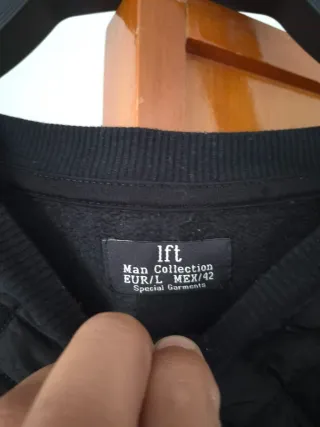 lft
Man Collection
EUR/L MEX/42
Special Garments